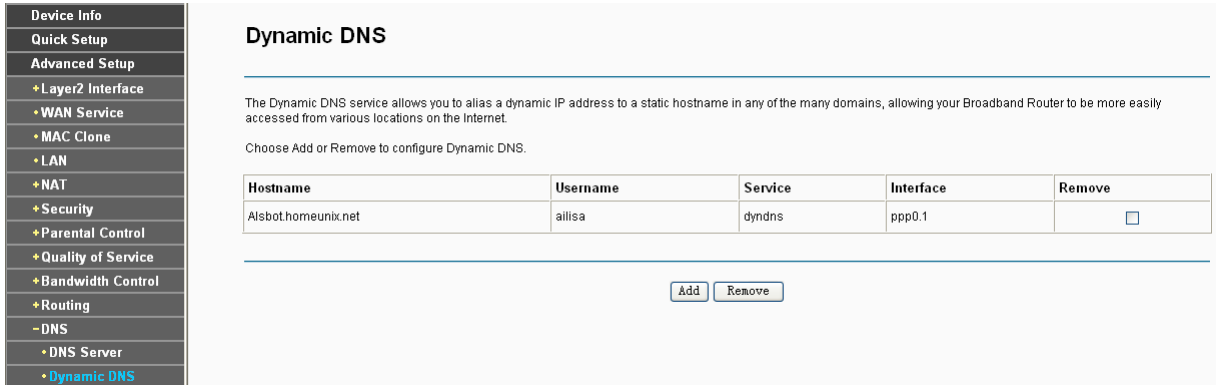 Device Info
Quick Setup
Advanced Setup
+Layer2 Interface
•WAN Service
•MAC Clone
•LAN
+NAT
+Security
+Parental Control
+Quality of Service
+Bandwidth Control
+Routing
−DNS
•DNS Server
•Dynamic DNS
Dynamic DNS
The Dynamic DNS service allows you to alias a dynamic IP address to a static hostname in any of the many domains, allowing your Broadband Router to be more easily
accessed from various locations on the Internet.
Choose Add or Remove to configure Dynamic DNS.
Hostname Username Service Interface Remove
Alsbot.homeunix.net ailisa dyndns ppp0.1
Add Remove